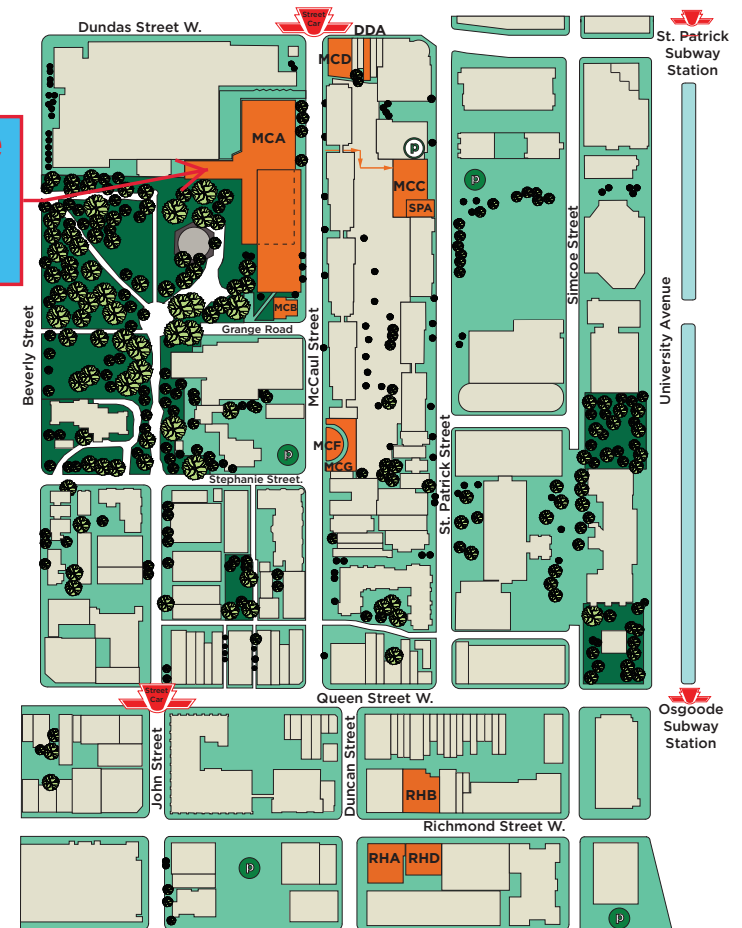 Street
Car
Dundas Street W.
DDA
St. Patrick
Subway
Station
MCD
MCA
P
MCC
SPA
P
Simcoe Street
University Avenue
Beverly Street
McCaul Street
MCB
Grange Road
MCF
MCG
P
St. Patrick Street
Stephanie Street.
Street
Car
Queen Street W.
Osgoode
Subway
Station
John Street
Duncan Street
RHB
Richmond Street W.
RHA
RHD
P
P